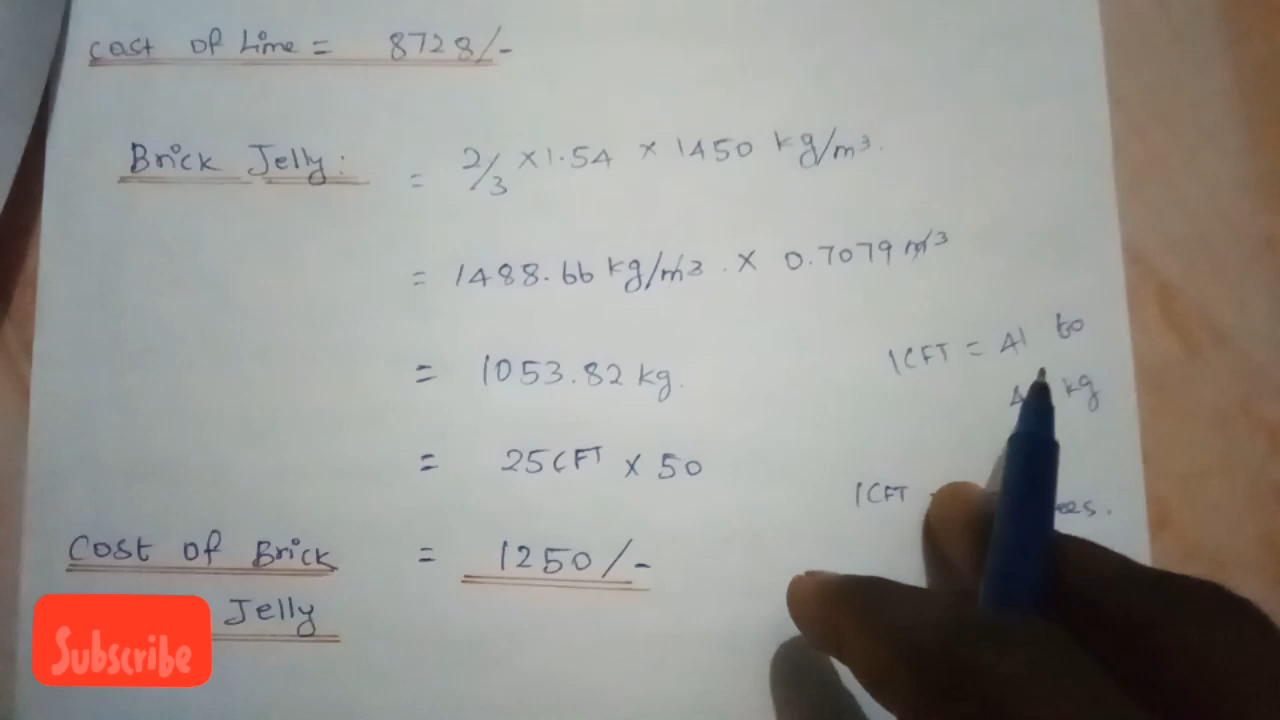 cost of Lime = 8728/-
Brick Jelly: = 2/3 × 1.54 × 1450 kg/m³.
= 1488.66 kg/m³ . × 0.7079 m³
= 1053.82 kg.
1CFT = 41 to
kg
= 25CFT × 50
1CFT
Cost of Brick = 1250/-
Jelly
Subscribe